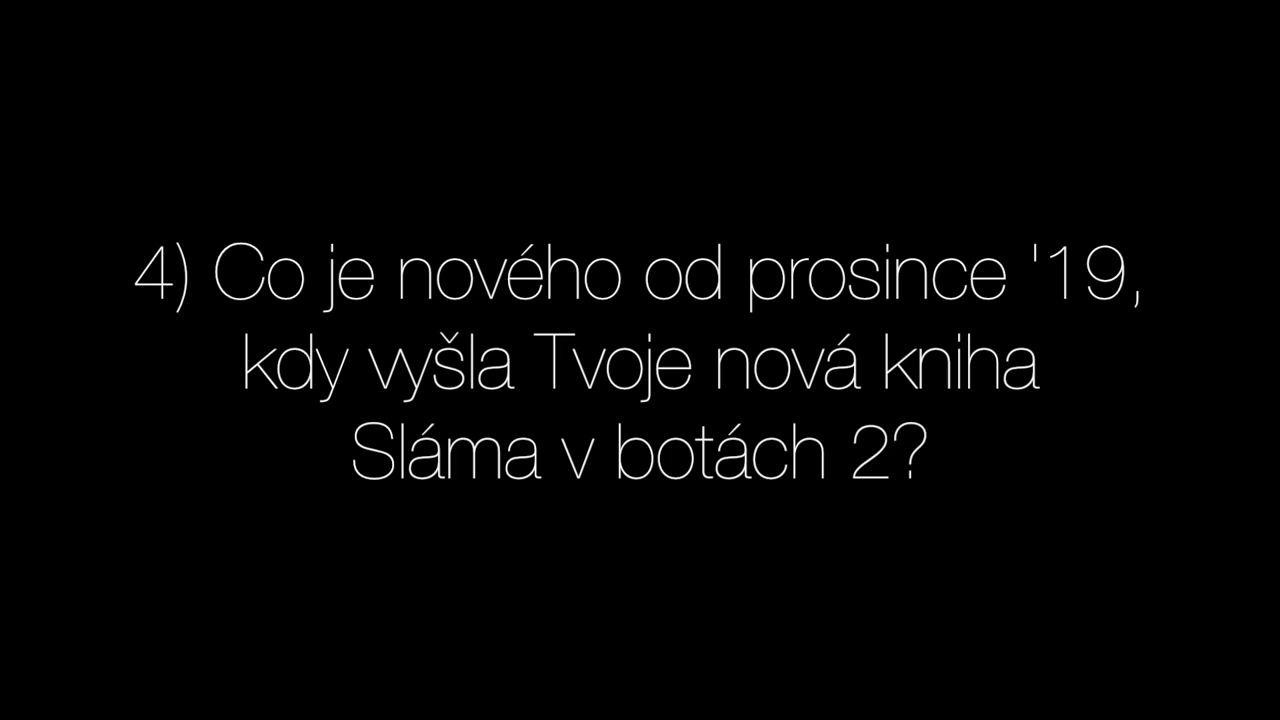 4) Co je nového od prosince '19,
kdy vyšla Tvoje nová kniha
Sláma v botách 2?